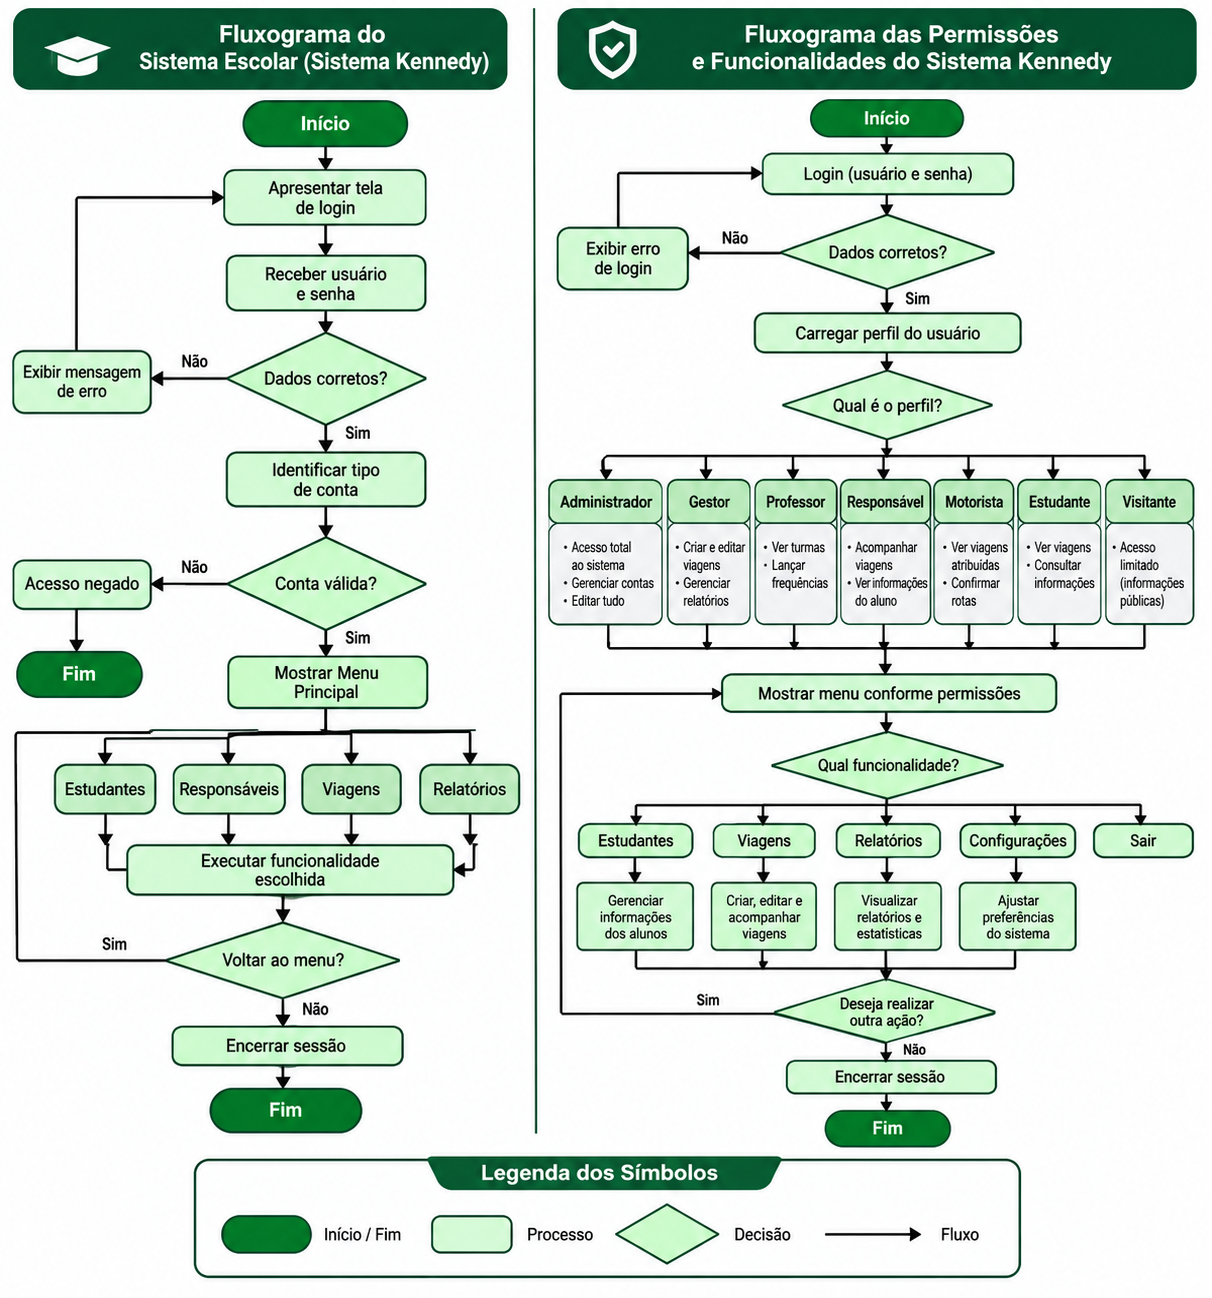 Fluxograma do
Sistema Escolar (Sistema Kennedy)
Início
Apresentar tela
de login
Receber usuário
e senha
Dados corretos?
Não
Exibir mensagem
de erro
Sim
Identificar tipo
de conta
Conta válida?
Não
Acesso negado
Fim
Sim
Mostrar Menu
Principal
Estudantes
Responsáveis
Viagens
Relatórios
Executar funcionalidade
escolhida
Voltar ao menu?
Sim
Não
Encerrar sessão
Fim
Fluxograma das Permissões
e Funcionalidades do Sistema Kennedy
Início
Login (usuário e senha)
Dados corretos?
Não
Exibir erro
de login
Sim
Carregar perfil do usuário
Qual é o perfil?
Administrador
• Acesso total
ao sistema
• Gerenciar contas
• Editar tudo
Gestor
• Criar e editar
viagens
• Gerenciar
relatórios
Professor
• Ver turmas
• Lançar
frequências
Responsável
• Acompanhar
viagens
• Ver informações
do aluno
Motorista
• Ver viagens
atribuidas
• Confirmar
rotas
Estudante
• Ver viagens
• Consultar
informações
Visitante
• Acesso
limitado
(informações
públicas)
Mostrar menu conforme permissões
Qual funcionalidade?
Estudantes
Viagens
Relatórios
Configurações
Sair
Gerenciar
informações
dos alunos
Criar, editar e
acompanhar
viagens
Visualizar
relatórios e
estatísticas
Ajustar
preferências
do sistema
Deseja realizar
outra ação?
Sim
Não
Encerrar sessão
Fim
Legenda dos Símbolos
Início / Fim
Processo
Decisão
Fluxo